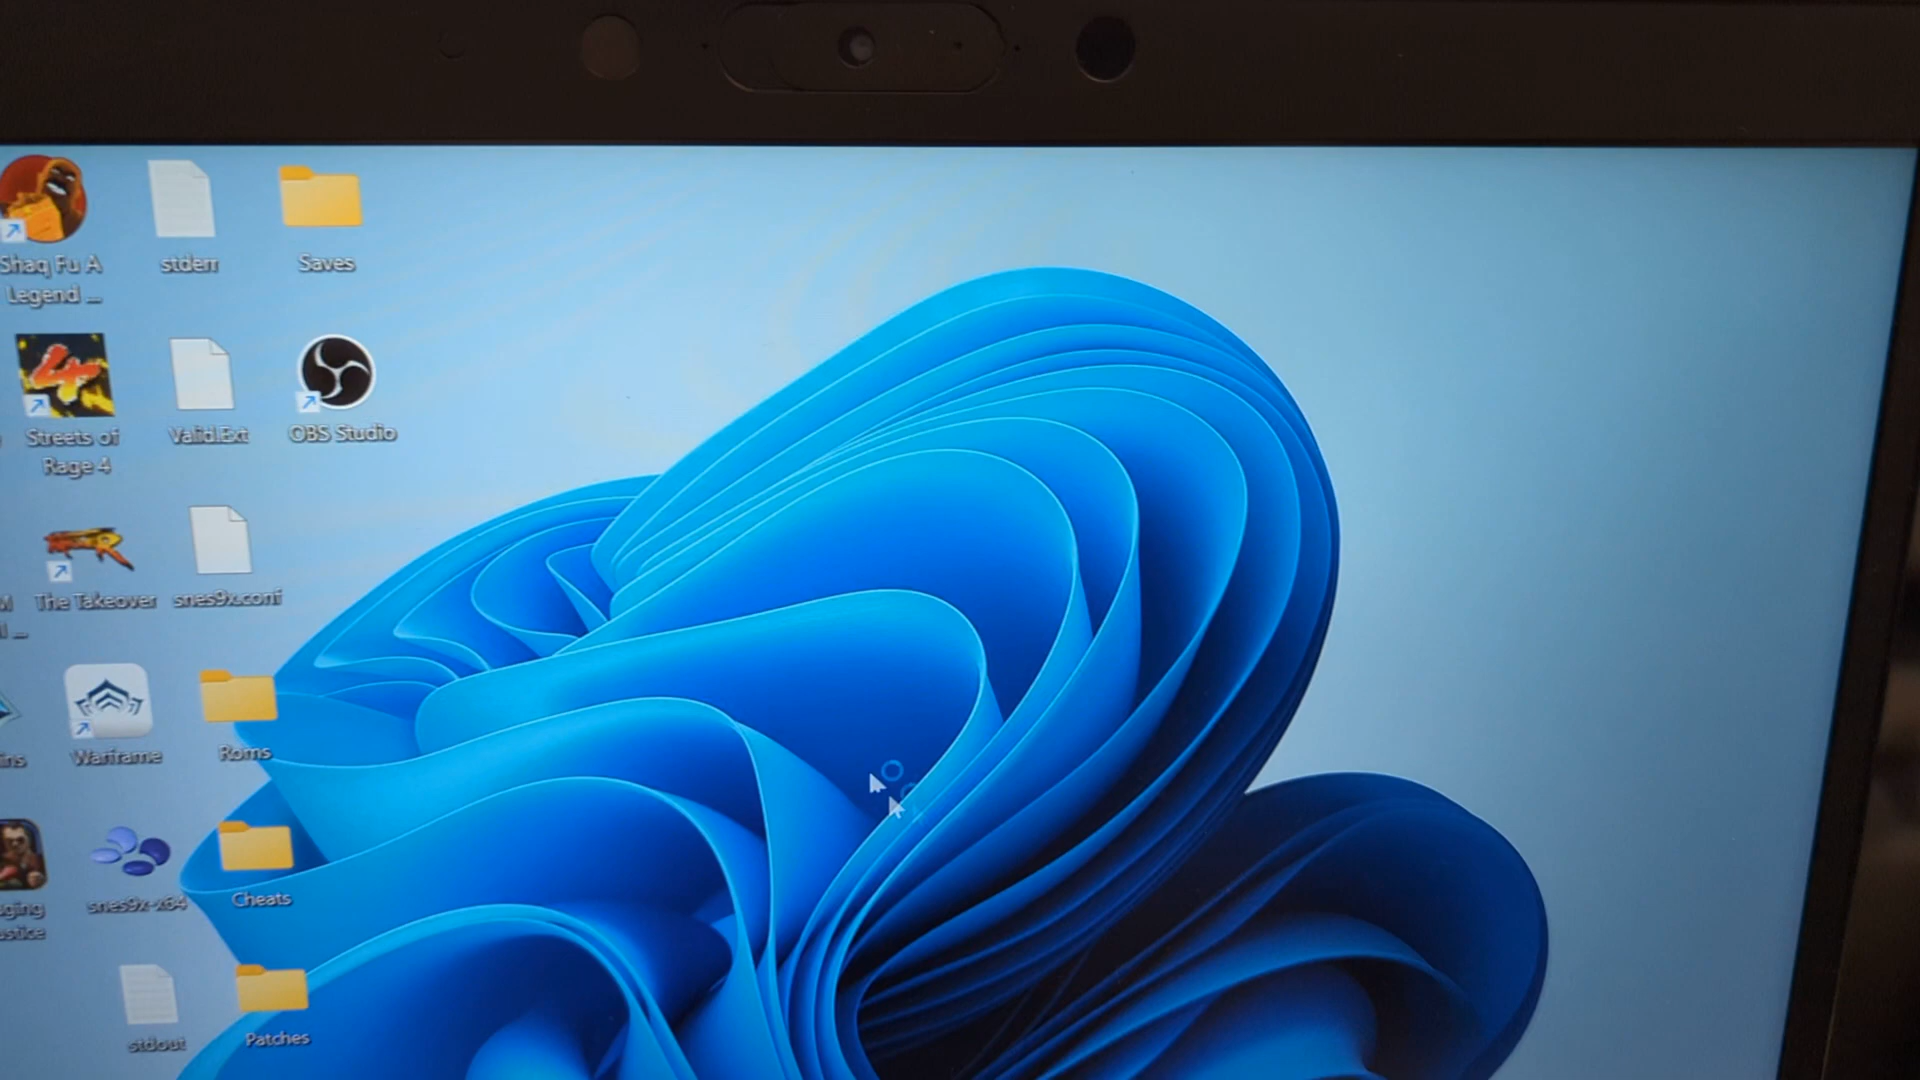 Shaq Fu A
Legend ...
stderr
Saves
Streets of
Rage 4
Valid.Ext
OBS Studio
The Takeover
snes9x.conf
Warframe
Roms
snes9x-x64
Cheats
stdout
Patches